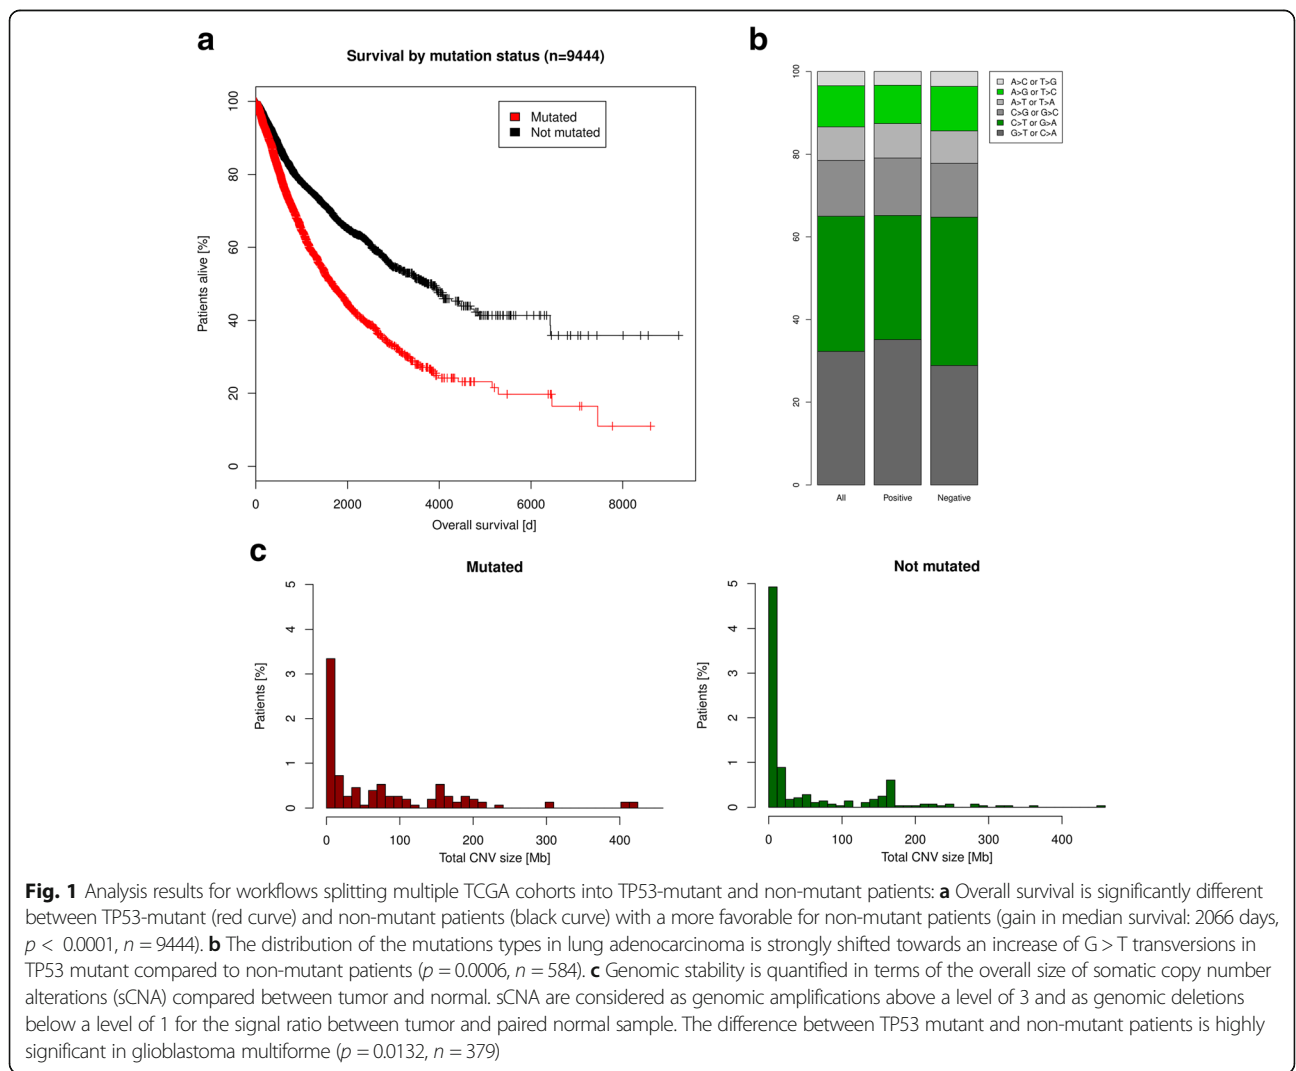 a
Survival by mutation status (n=9444)
100
80
60
40
20
0
Patients alive [%]
Mutated
Not mutated
0 2000 4000 6000 8000
Overall survival [d]
b
100
80
60
40
20
0
All Positive Negative
A>C or T>G
A>G or T>C
A>T or T>A
C>G or G>C
C>T or G>A
G>T or C>A
c
Mutated
5
4
3
2
1
0
Patients [%]
0 100 200 300 400
Total CNV size [Mb]
Not mutated
5
4
3
2
1
0
Patients [%]
0 100 200 300 400
Total CNV size [Mb]
Fig. 1 Analysis results for workflows splitting multiple TCGA cohorts into TP53-mutant and non-mutant patients: a Overall survival is significantly different
between TP53-mutant (red curve) and non-mutant patients (black curve) with a more favorable for non-mutant patients (gain in median survival: 2066 days,
p < 0.0001, n = 9444). b The distribution of the mutations types in lung adenocarcinoma is strongly shifted towards an increase of G > T transversions in
TP53 mutant compared to non-mutant patients (p = 0.0006, n = 584). c Genomic stability is quantified in terms of the overall size of somatic copy number
alterations (sCNA) compared between tumor and normal. sCNA are considered as genomic amplifications above a level of 3 and as genomic deletions
below a level of 1 for the signal ratio between tumor and paired normal sample. The difference between TP53 mutant and non-mutant patients is highly
significant in glioblastoma multiforme (p = 0.0132, n = 379)